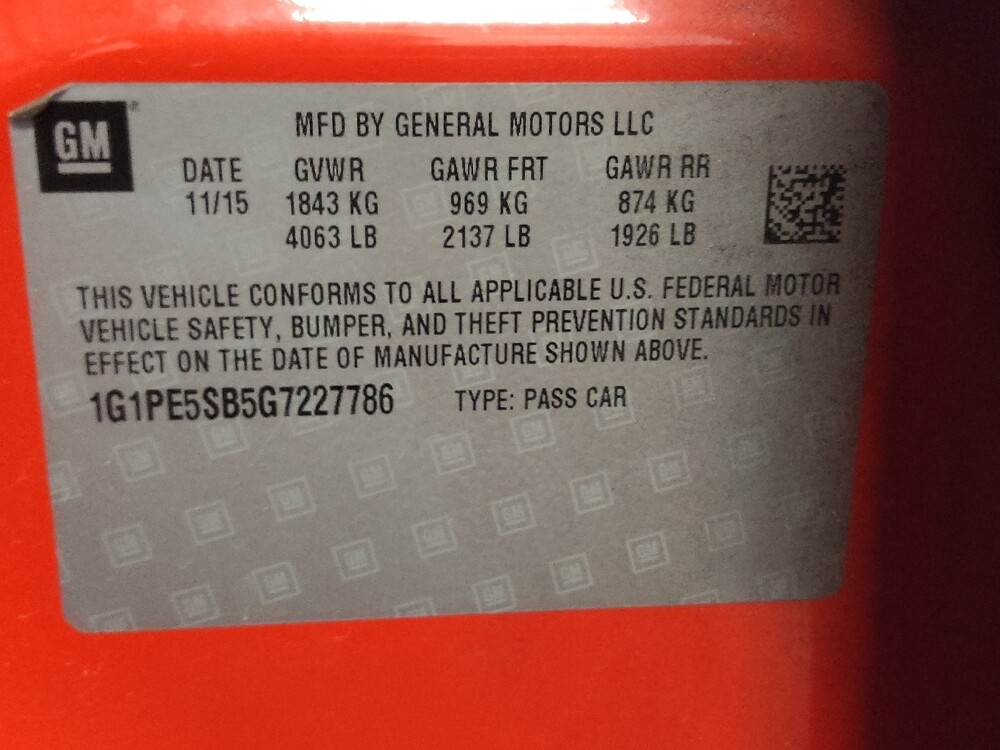 GM
MFD BY GENERAL MOTORS LLC
DATE GVWR GAWR FRT GAWR RR
11/15 1843 KG 969 KG 874 KG
4063 LB 2137 LB 1926 LB
THIS VEHICLE CONFORMS TO ALL APPLICABLE U.S. FEDERAL MOTOR
VEHICLE SAFETY, BUMPER, AND THEFT PREVENTION STANDARDS IN
EFFECT ON THE DATE OF MANUFACTURE SHOWN ABOVE.
1G1PE5SB5G7227786 TYPE: PASS CAR